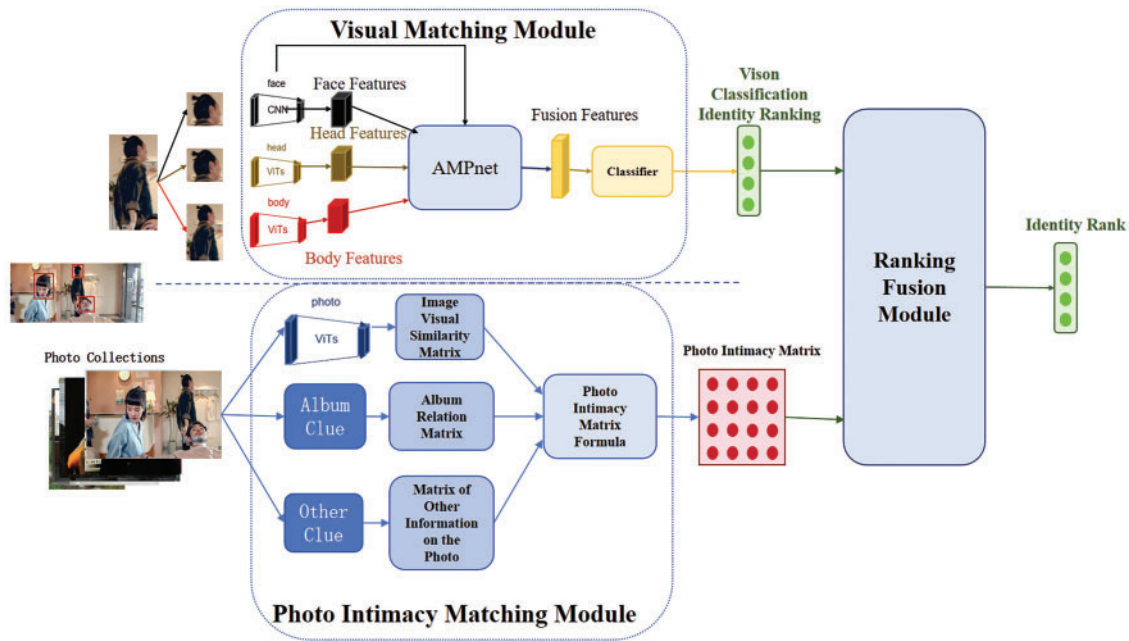 Visual Matching Module
face
CNN
Face Features
head
ViTs
Head Features
body
ViTs
Body Features
AMPnet
Fusion Features
Classifier
Vison
Classification
Identity Ranking
Ranking
Fusion
Module
Identity Rank
Photo Collections
photo
ViTs
Image
Visual
Similarity
Matrix
Album
Clue
Album
Relation
Matrix
Other
Clue
Matrix of
Other
Information
on the
Photo
Photo
Intimacy
Matrix
Formula
Photo Intimacy Matrix
Photo Intimacy Matching Module